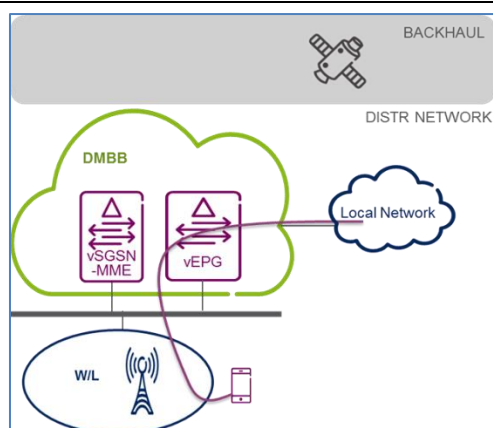 BACKHAUL
DISTR NETWORK
DMBB
vSGSN
-MME
vEPG
Local Network
W/L